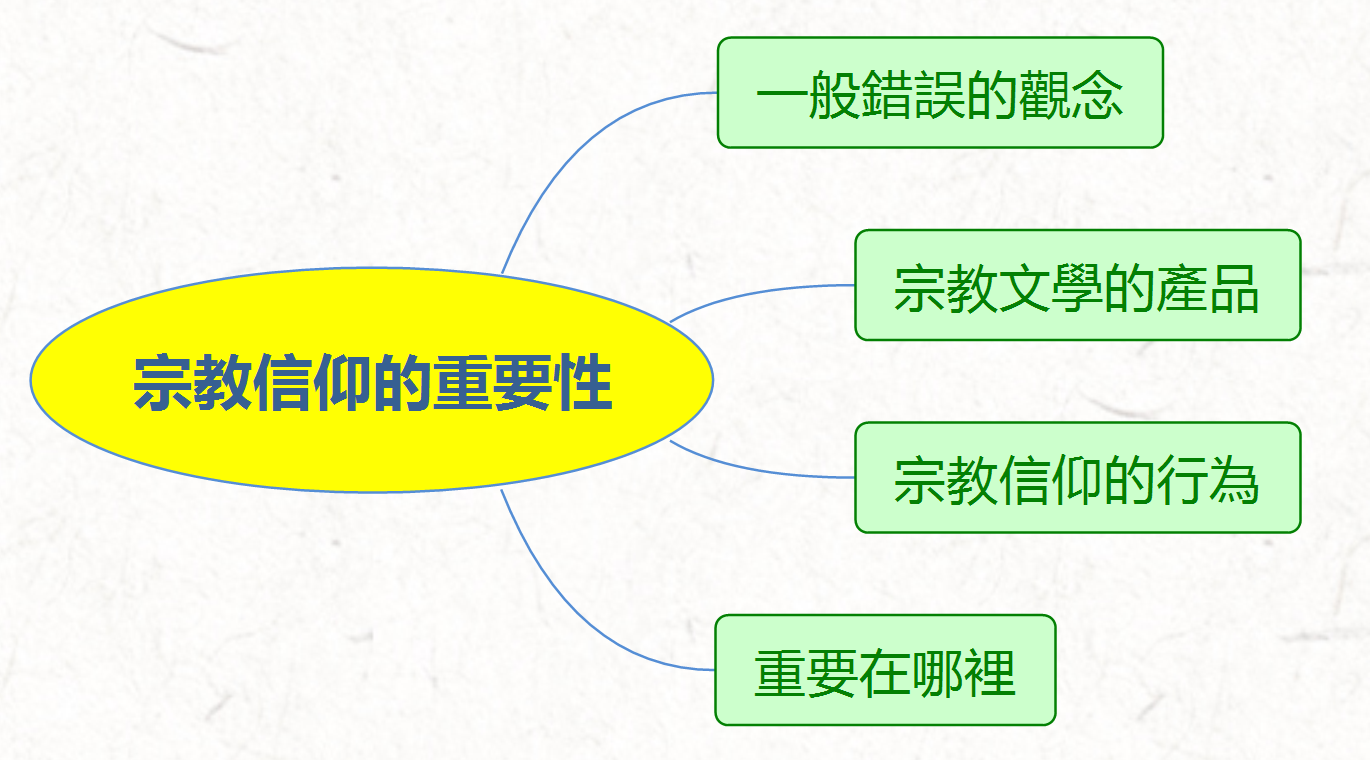 一般錯誤的觀念
宗教文學的產品
宗教信仰的重要性
宗教信仰的行為
重要在哪裡